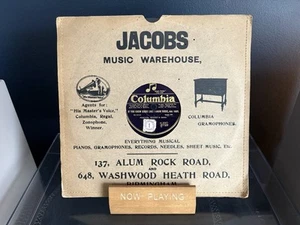 JACOBS
MUSIC WAREHOUSE,
Agents for:
"His Master's Voice,"
Columbia, Regal,
Zonophone,
Winner.
Columbia
COLUMBIA
GRAMOPHONES.
EVERYTHING MUSICAL
PIANOS, GRAMOPHONES, RECORDS, NEEDLES, SHEET MUSIC, Etc.
137, ALUM ROCK ROAD,
AND
648, WASHWOOD HEATH ROAD,
BIRMINGHAM
NOW PLAYING